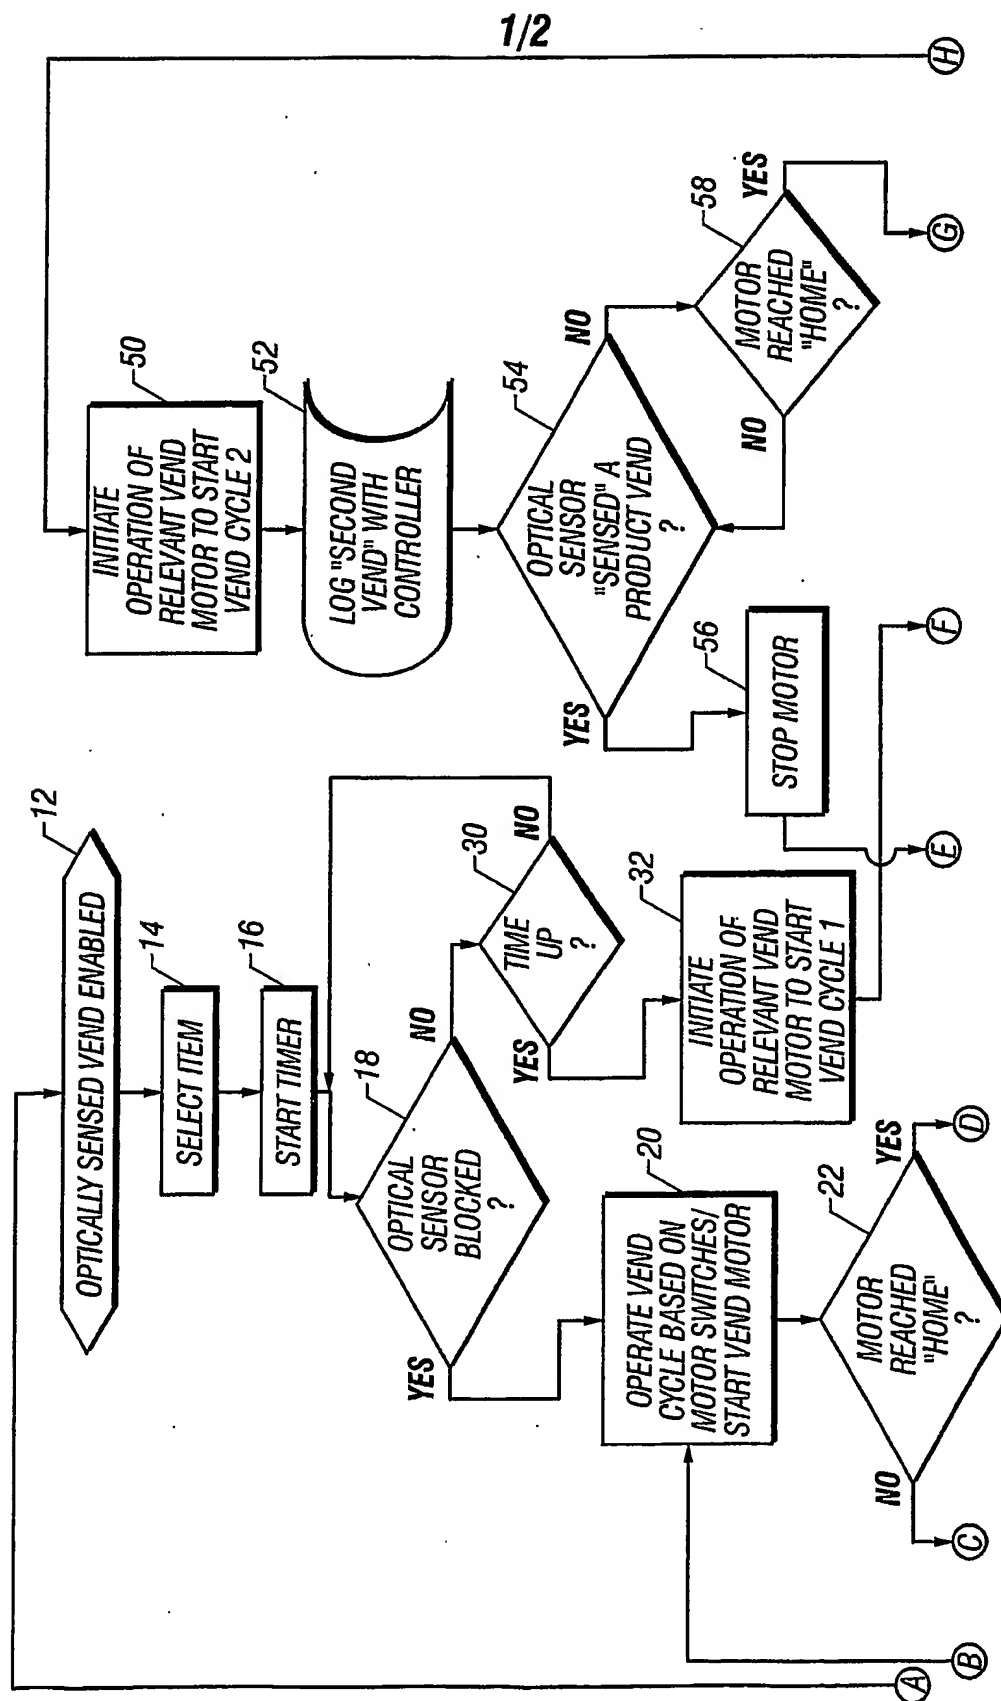 1/2
12
OPTICALLY SENSED VEND ENABLED
14
SELECT ITEM
16
START TIMER
18
OPTICAL
SENSOR
BLOCKED
?
YES
NO
20
OPERATE VEND
CYCLE BASED ON
MOTOR SWITCHES/
START VEND MOTOR
22
MOTOR
REACHED
"HOME"
?
NO
YES
30
TIME
UP
?
YES
NO
32
INITIATE
OPERATION OF
RELEVANT VEND
MOTOR TO START
VEND CYCLE 1
50
INITIATE
OPERATION OF
RELEVANT VEND
MOTOR TO START
VEND CYCLE 2
52
LOG "SECOND
VEND" WITH
CONTROLLER
54
OPTICAL
SENSOR
"SENSED" A
PRODUCT VEND
?
YES
NO
56
STOP MOTOR
58
MOTOR
REACHED
"HOME"
?
NO
YES
A
B
C
D
E
F
G
H